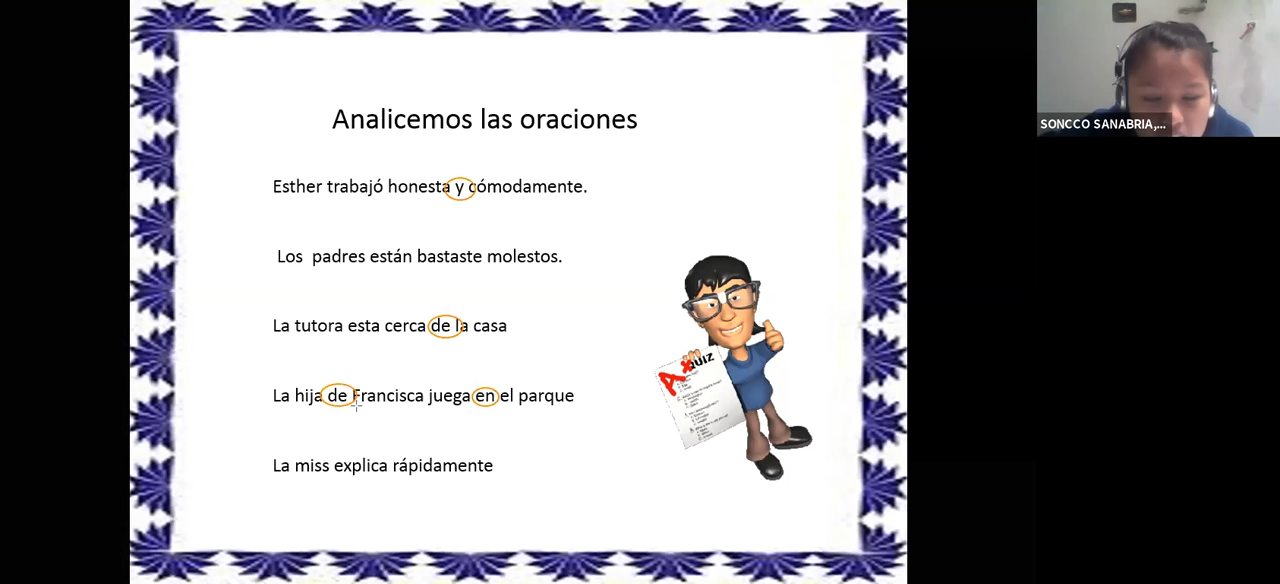 Analicemos las oraciones
Esther trabajó honesta y cómodamente.
Los padres están bastaste molestos.
La tutora esta cerca de la casa
La hija de Francisca juega en el parque
La miss explica rápidamente
A+
QUIZ
SONCCO SANABRIA,...